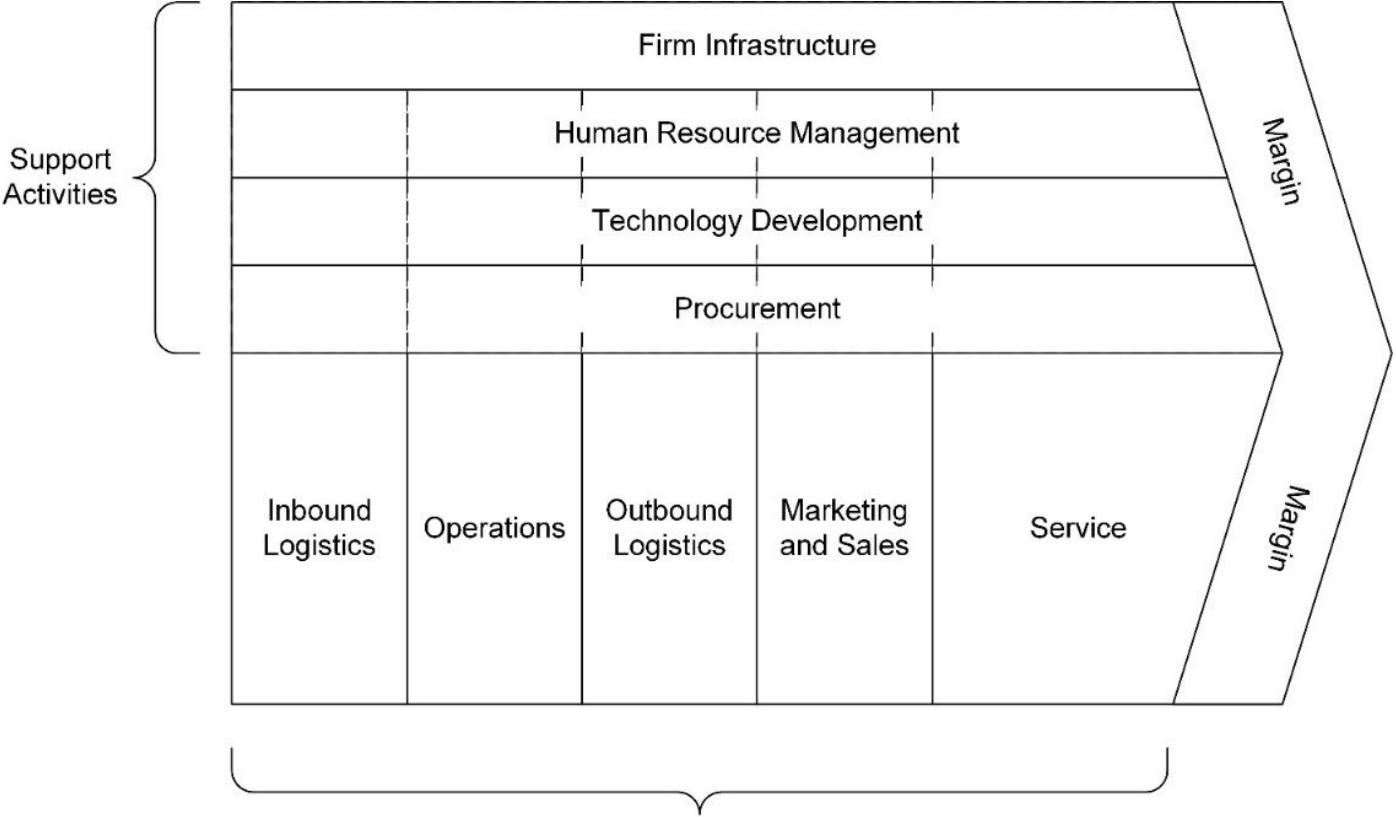 Firm Infrastructure
Human Resource Management
Technology Development
Procurement
Support
Activities
Margin
Inbound
Logistics
Operations
Outbound
Logistics
Marketing
and Sales
Service
Margin